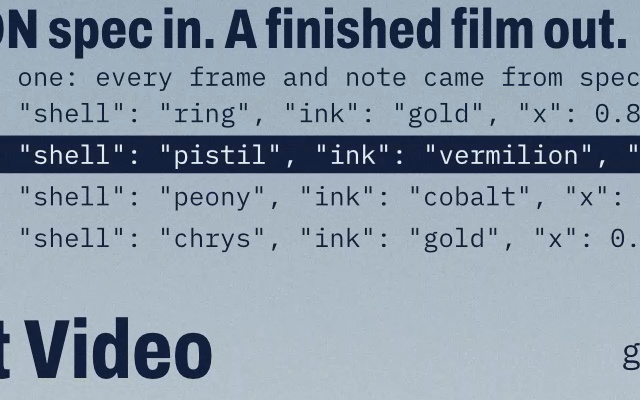 ON spec in. A finished film out.
one: every frame and note came from spec
"shell": "ring", "ink": "gold", "x": 0.8
"shell": "pistil", "ink": "vermilion", "
"shell": "peony", "ink": "cobalt", "x":
"shell": "chrys", "ink": "gold", "x": 0.
t Video
g